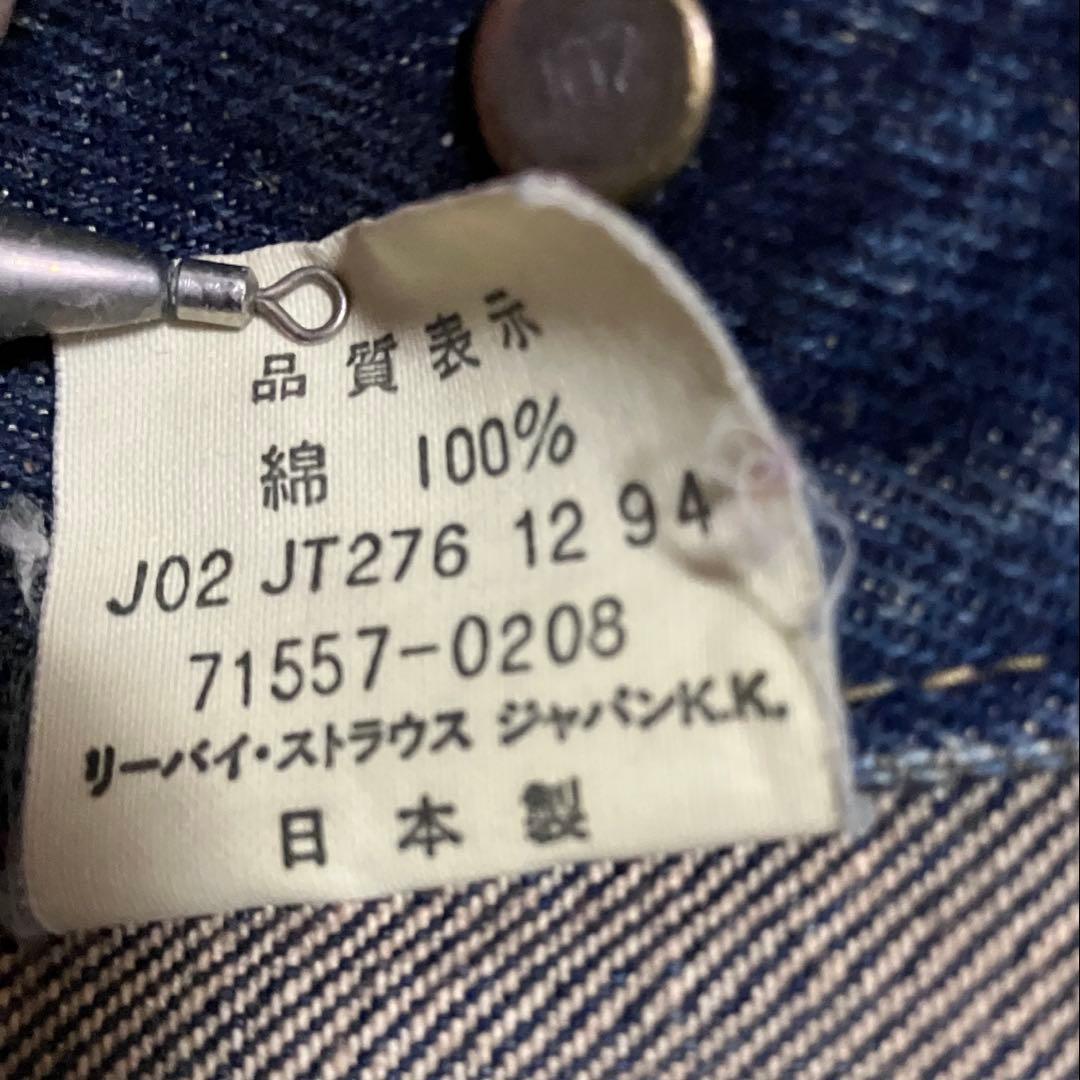 品質表示
綿 100%
J02 JT276 12 94
71557-0208
リーバイ・ストラウス ジャパンK.K.
日本製